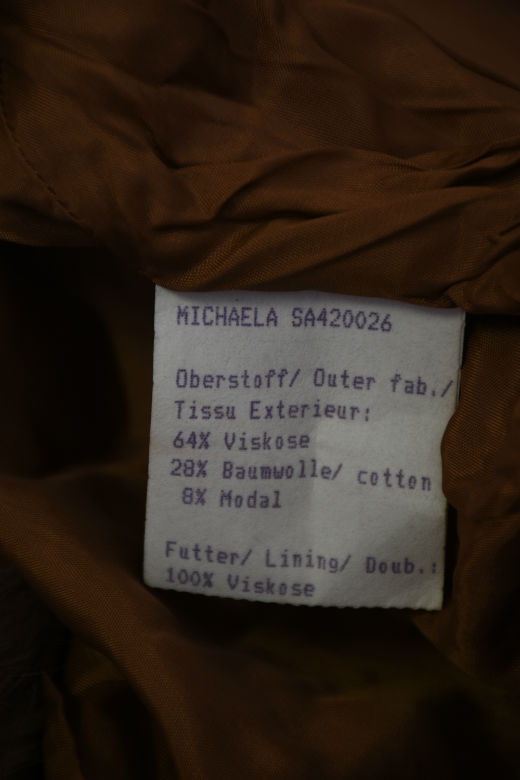 MICHAELA SA420026
Oberstoff/ Outer fab./
Tissu Exterieur:
64% Viskose
28% Baumwolle/ cotton
8% Modal
Futter/ Lining/ Doub.:
100% Viskose